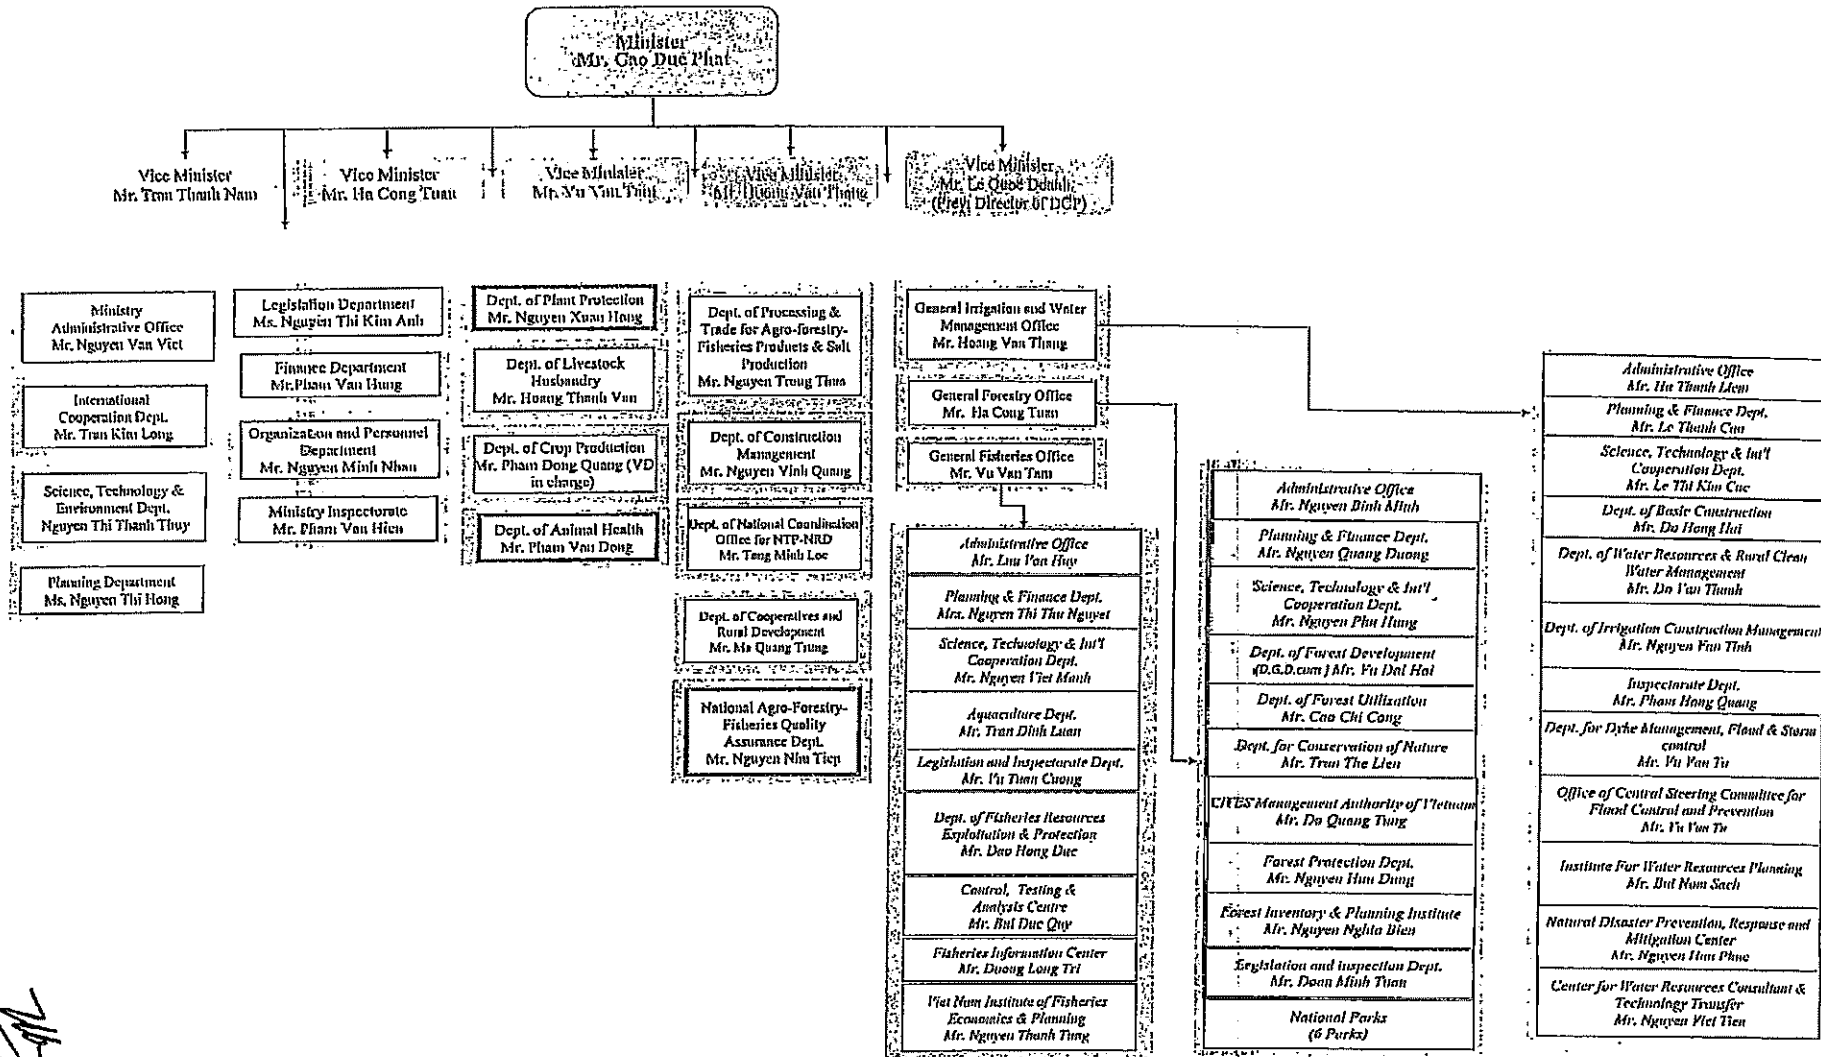 Minister
Mr. Cao Duc Phat
Vice Minister
Mr. Tran Thanh Nam
Vice Minister
Mr. Ha Cong Tuan
Vice Minister
Mr. Vu Van Tam
Vice Minister
Mr. Hoang Van Thang
Vice Minister
Mr. Le Quoc Doanh
(Prev. Director of DCP)
Ministry
Administrative Office
Mr. Nguyen Van Viet
International
Cooperation Dept.
Mr. Tran Kim Long
Science, Technology &
Environment Dept.
Nguyen Thi Thanh Thuy
Planning Department
Ms. Nguyen Thi Hong
Legislation Department
Ms. Nguyen Thi Kim Anh
Finance Department
Mr.Pham Van Hung
Organization and Personnel
Department
Mr. Nguyen Minh Nhan
Ministry Inspectorate
Mr. Pham Van Hien
Dept. of Plant Protection
Mr. Nguyen Xuan Hong
Dept. of Livestock
Husbandry
Mr. Hoang Thanh Van
Dept. of Crop Production
Mr. Pham Dong Quang (VD
in charge)
Dept. of Animal Health
Mr. Pham Van Dong
Dept. of Processing &
Trade for Agro-forestry-
Fisheries Products & Salt
Production
Mr. Nguyen Trong Thua
Dept. of Construction
Management
Mr. Nguyen Vinh Quang
Dept. of National Coordination
Office for NTP-NRD
Mr. Tang Minh Loc
Dept. of Cooperatives and
Rural Development
Mr. Ma Quang Trung
National Agro-Forestry-
Fisheries Quality
Assurance Dept.
Mr. Nguyen Nhu Tiep
General Irrigation and Water
Management Office
Mr. Hoang Van Thang
General Forestry Office
Mr. Ha Cong Tuan
General Fisheries Office
Mr. Vu Van Tam
Administrative Office
Mr. Luu Van Huy
Planning & Finance Dept.
Mrs. Nguyen Thi Thu Nguyet
Science, Technology & Int'l
Cooperation Dept.
Mr. Nguyen Viet Manh
Aquaculture Dept.
Mr. Tran Dinh Luan
Legislation and Inspectorate Dept.
Mr. Vu Tuan Cuong
Dept. of Fisheries Resources
Exploitation & Protection
Mr. Dao Hong Duc
Control, Testing &
Analysis Centre
Mr. Bui Duc Quy
Fisheries Information Center
Mr. Duong Long Tri
Viet Nam Institute of Fisheries
Economics & Planning
Mr. Nguyen Thanh Tung
Administrative Office
Mr. Nguyen Binh Minh
Planning & Finance Dept.
Mr. Nguyen Quang Duong
Science, Technology & Int'l
Cooperation Dept.
Mr. Nguyen Phu Hung
Dept. of Forest Development
(D.G.D.com) Mr. Vu Dai Hai
Dept. of Forest Utilization
Mr. Cao Chi Cong
Dept. for Conservation of Nature
Mr. Tran The Lien
CITES Management Authority of Vietnam
Mr. Do Quang Tung
Forest Protection Dept.
Mr. Nguyen Huu Dung
Forest Inventory & Planning Institute
Mr. Nguyen Nghia Bien
Legislation and inspection Dept.
Mr. Doan Minh Tuan
National Parks
(6 Parks)
Administrative Office
Mr. Ha Thanh Liem
Planning & Finance Dept.
Mr. Le Thanh Can
Science, Technology & Int'l
Cooperation Dept.
Mr. Le Thi Kim Cuc
Dept. of Basic Construction
Mr. Do Hong Hai
Dept. of Water Resources & Rural Clean
Water Management
Mr. Do Van Thanh
Dept. of Irrigation Construction Management
Mr. Nguyen Van Tinh
Inspectorate Dept.
Mr. Pham Hong Quang
Dept. for Dyke Management, Flood & Storm
control
Mr. Vu Van Tu
Office of Central Steering Committee for
Flood Control and Prevention
Mr. Vu Van Tu
Institute For Water Resources Planning
Mr. Bui Nam Sach
Natural Disaster Prevention, Response and
Mitigation Center
Mr. Nguyen Huu Phuc
Center for Water Resources Consultant &
Technology Transfer
Mr. Nguyen Viet Tien